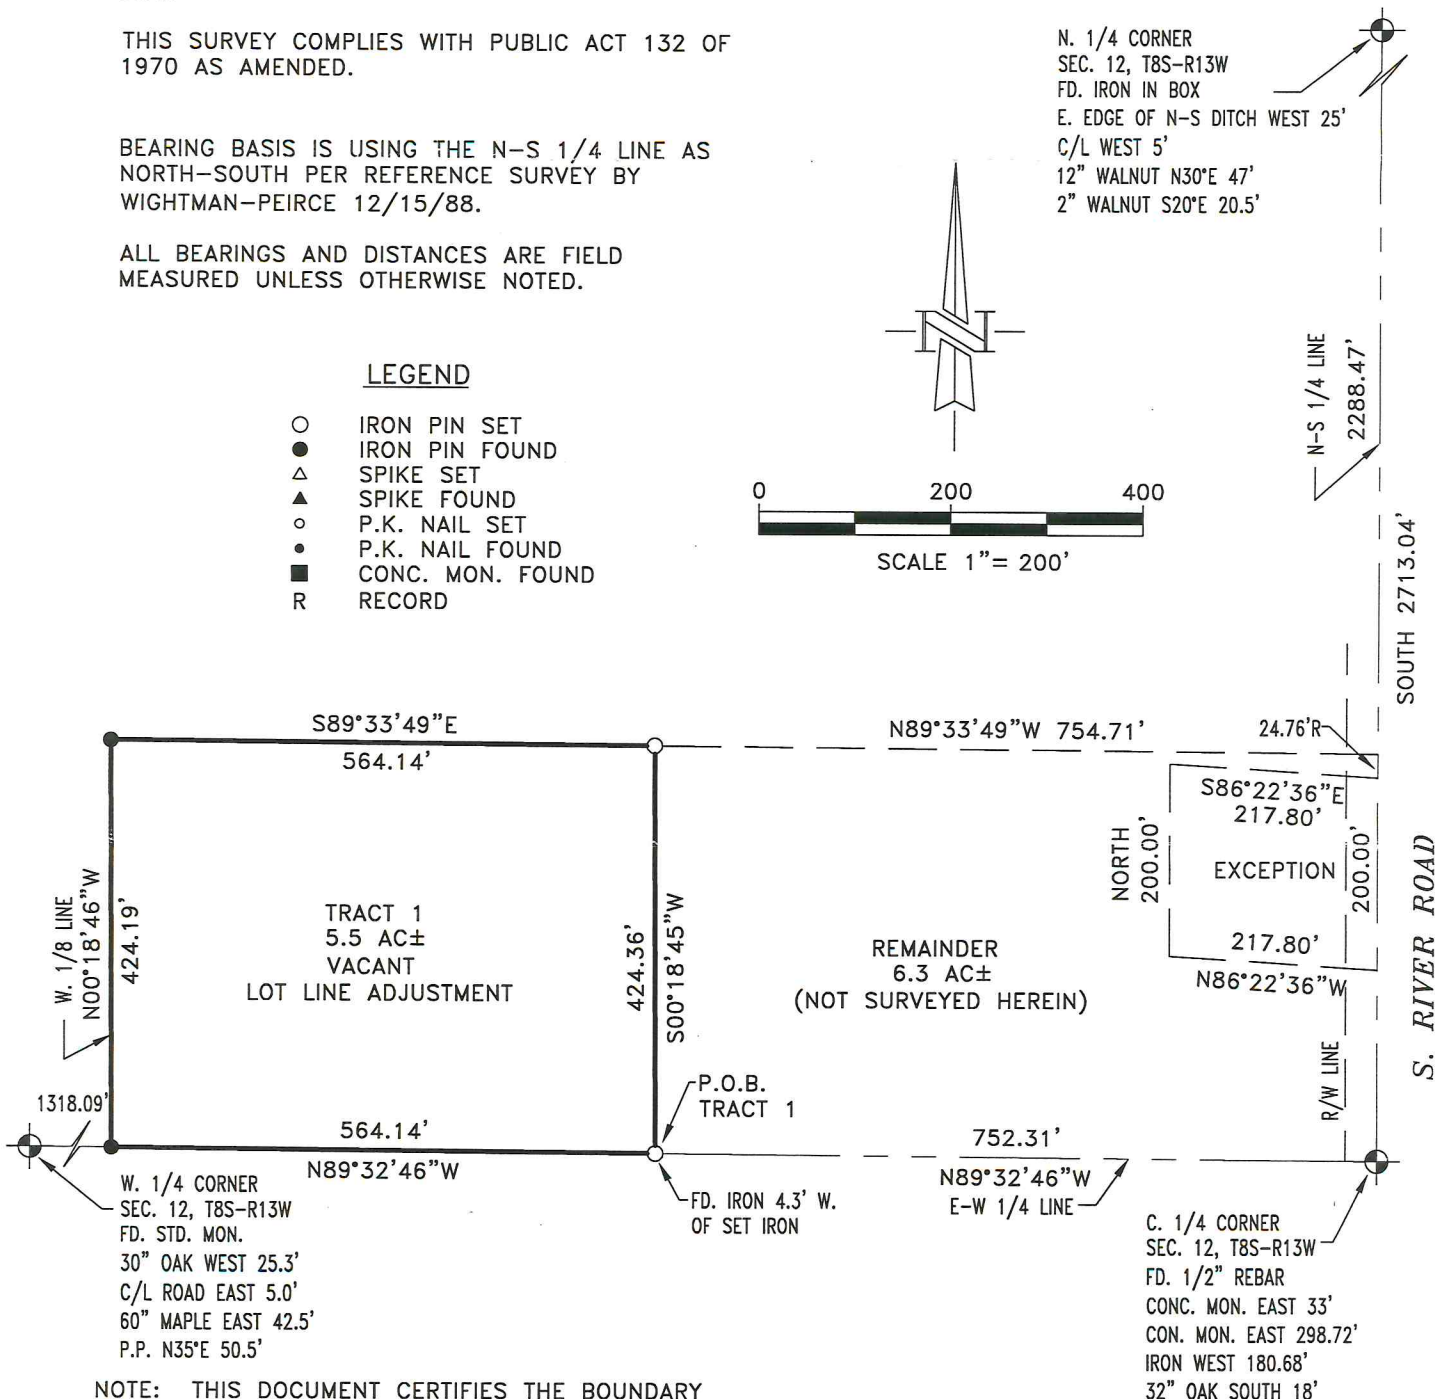 THIS SURVEY COMPLIES WITH PUBLIC ACT 132 OF
1970 AS AMENDED.
BEARING BASIS IS USING THE N-S 1/4 LINE AS
NORTH-SOUTH PER REFERENCE SURVEY BY
WIGHTMAN-PEIRCE 12/15/88.
ALL BEARINGS AND DISTANCES ARE FIELD
MEASURED UNLESS OTHERWISE NOTED.
N. 1/4 CORNER
SEC. 12, T8S-R13W
FD. IRON IN BOX
E. EDGE OF N-S DITCH WEST 25'
C/L WEST 5'
12" WALNUT N30°E 47'
2" WALNUT S20°E 20.5'
N
LEGEND
IRON PIN SET
IRON PIN FOUND
SPIKE SET
SPIKE FOUND
P.K. NAIL SET
P.K. NAIL FOUND
CONC. MON. FOUND
R RECORD
0 200 400
SCALE 1"= 200'
N-S 1/4 LINE
2288.47'
SOUTH 2713.04'
S89°33'49"E
564.14'
N89°33'49"W 754.71'
24.76'R
S86°22'36"E
217.80'
NORTH
200.00'
EXCEPTION
200.00'
217.80'
N86°22'36"W
S. RIVER ROAD
R/W LINE
W. 1/8 LINE
N00°18'46"W
424.19'
TRACT 1
5.5 AC±
VACANT
LOT LINE ADJUSTMENT
424.36'
S00°18'45"W
REMAINDER
6.3 AC±
(NOT SURVEYED HEREIN)
P.O.B.
TRACT 1
1318.09'
564.14'
N89°32'46"W
752.31'
N89°32'46"W
E-W 1/4 LINE
FD. IRON 4.3' W.
OF SET IRON
W. 1/4 CORNER
SEC. 12, T8S-R13W
FD. STD. MON.
30" OAK WEST 25.3'
C/L ROAD EAST 5.0'
60" MAPLE EAST 42.5'
P.P. N35°E 50.5'
C. 1/4 CORNER
SEC. 12, T8S-R13W
FD. 1/2" REBAR
CONC. MON. EAST 33'
CON. MON. EAST 298.72'
IRON WEST 180.68'
32" OAK SOUTH 18'
NOTE: THIS DOCUMENT CERTIFIES THE BOUNDARY